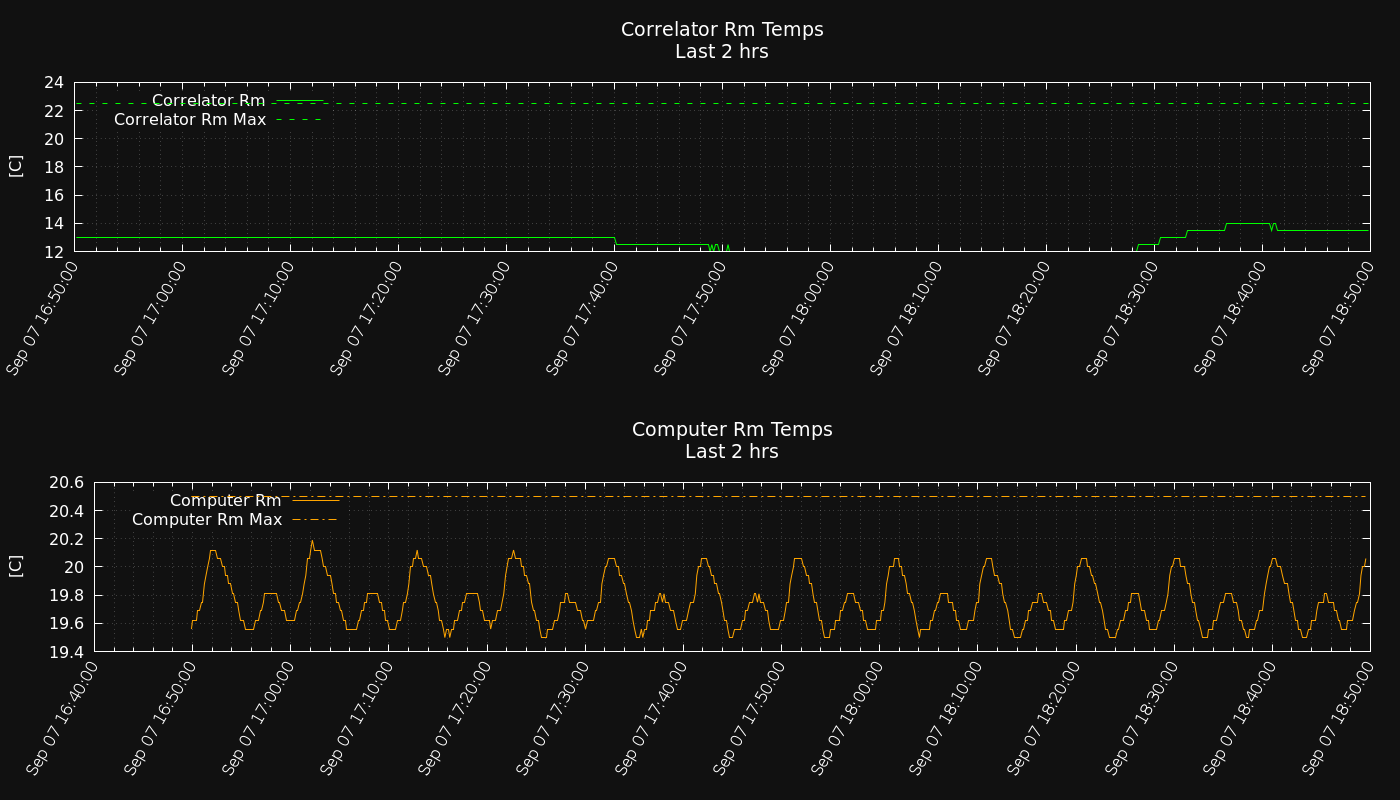 Correlator Rm Temps
Last 2 hrs
24
22
20
18
16
14
12
[C]
Correlator Rm
Correlator Rm Max
Sep 07 16:50:00
Sep 07 17:00:00
Sep 07 17:10:00
Sep 07 17:20:00
Sep 07 17:30:00
Sep 07 17:40:00
Sep 07 17:50:00
Sep 07 18:00:00
Sep 07 18:10:00
Sep 07 18:20:00
Sep 07 18:30:00
Sep 07 18:40:00
Sep 07 18:50:00
Computer Rm Temps
Last 2 hrs
20.6
20.4
20.2
20
19.8
19.6
19.4
[C]
Computer Rm
Computer Rm Max
Sep 07 16:40:00
Sep 07 16:50:00
Sep 07 17:00:00
Sep 07 17:10:00
Sep 07 17:20:00
Sep 07 17:30:00
Sep 07 17:40:00
Sep 07 17:50:00
Sep 07 18:00:00
Sep 07 18:10:00
Sep 07 18:20:00
Sep 07 18:30:00
Sep 07 18:40:00
Sep 07 18:50:00